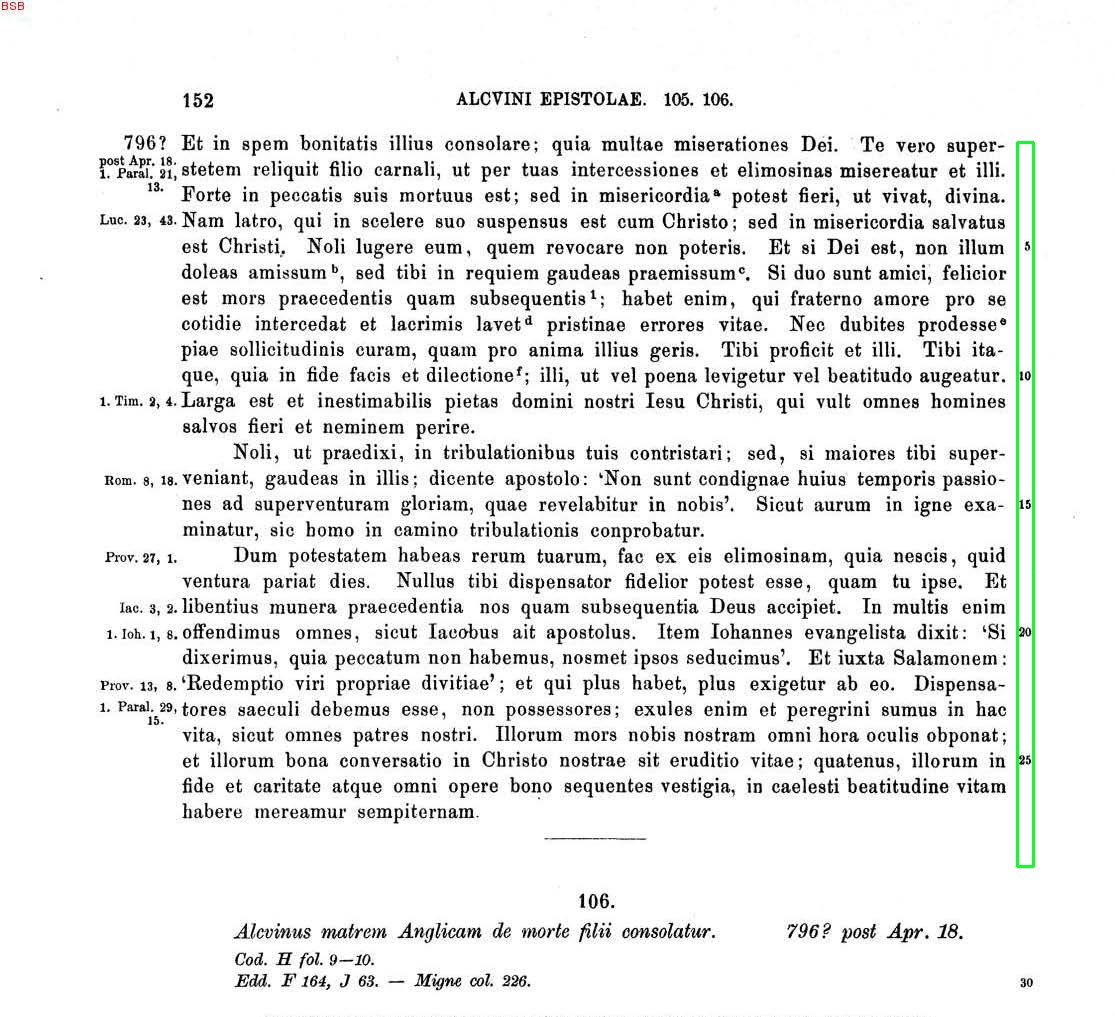 BSB
152 ALCVINI EPISTOLAE. 105. 106.
796? Et in spem bonitatis illius consolare; quia multae miserationes Dei. Te vero super-
post Apr. 18.
1. Paral. 21, stetem reliquit filio carnali, ut per tuas intercessiones et elimosinas misereatur et illi.
13. Forte in peccatis suis mortuus est; sed in misericordiaᵃ potest fieri, ut vivat, divina.
Luc. 23, 43. Nam latro, qui in scelere suo suspensus est cum Christo; sed in misericordia salvatus
est Christi. Noli lugere eum, quem revocare non poteris. Et si Dei est, non illum 5
doleas amissumᵇ, sed tibi in requiem gaudeas praemissumᶜ. Si duo sunt amici, felicior
est mors praecedentis quam subsequentis¹; habet enim, qui fraterno amore pro se
cotidie intercedat et lacrimis lavetᵈ pristinae errores vitae. Nec dubites prodesseᵉ
piae sollicitudinis curam, quam pro anima illius geris. Tibi proficit et illi. Tibi ita-
que, quia in fide facis et dilectioneᶠ; illi, ut vel poena levigetur vel beatitudo augeatur. 10
1. Tim. 2, 4. Larga est et inestimabilis pietas domini nostri Iesu Christi, qui vult omnes homines
salvos fieri et neminem perire.
Noli, ut praedixi, in tribulationibus tuis contristari; sed, si maiores tibi super-
Rom. 8, 18. veniant, gaudeas in illis; dicente apostolo: ‘Non sunt condignae huius temporis passio-
nes ad superventuram gloriam, quae revelabitur in nobis’. Sicut aurum in igne exa- 15
minatur, sic homo in camino tribulationis conprobatur.
Prov. 27, 1. Dum potestatem habeas rerum tuarum, fac ex eis elimosinam, quia nescis, quid
ventura pariat dies. Nullus tibi dispensator fidelior potest esse, quam tu ipse. Et
Iac. 3, 2. libentius munera praecedentia nos quam subsequentia Deus accipiet. In multis enim
1. Ioh. 1, 8. offendimus omnes, sicut Iacobus ait apostolus. Item Iohannes evangelista dixit: ‘Si 20
dixerimus, quia peccatum non habemus, nosmet ipsos seducimus’. Et iuxta Salamonem:
Prov. 13, 8. ‘Redemptio viri propriae divitiae’; et qui plus habet, plus exigetur ab eo. Dispensa-
1. Paral. 29, tores saeculi debemus esse, non possessores; exules enim et peregrini sumus in hac
15.
vita, sicut omnes patres nostri. Illorum mors nobis nostram omni hora oculis obponat;
et illorum bona conversatio in Christo nostrae sit eruditio vitae; quatenus, illorum in 25
fide et caritate atque omni opere bono sequentes vestigia, in caelesti beatitudine vitam
habere mereamur sempiternam.
106.
Alcvinus matrem Anglicam de morte filii consolatur. 796? post Apr. 18.
Cod. H fol. 9—10.
Edd. F 164, J 63. — Migne col. 226. 30